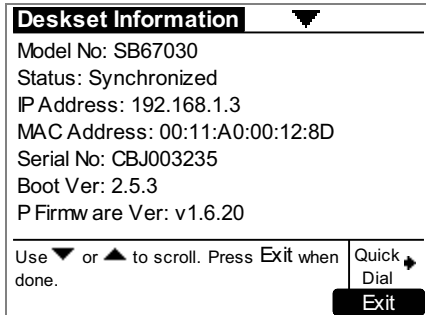 Deskset Information
Model No: SB67030
Status: Synchronized
IP Address: 192.168.1.3
MAC Address: 00:11:A0:00:12:8D
Serial No: CBJ003235
Boot Ver: 2.5.3
P Firmware Ver: v1.6.20
Use ▼ or ▲ to scroll. Press Exit when
done.
Quick
Dial
Exit